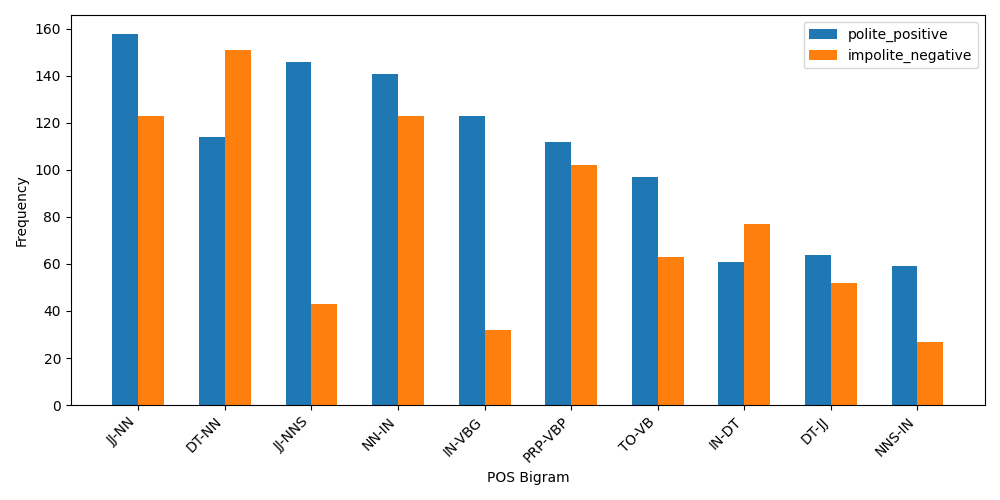 160
140
120
100
80
60
40
20
0
Frequency
polite_positive
impolite_negative
JJ-NN
DT-NN
JJ-NNS
NN-IN
IN-VBG
PRP-VBP
TO-VB
IN-DT
DT-JJ
NNS-IN
POS Bigram